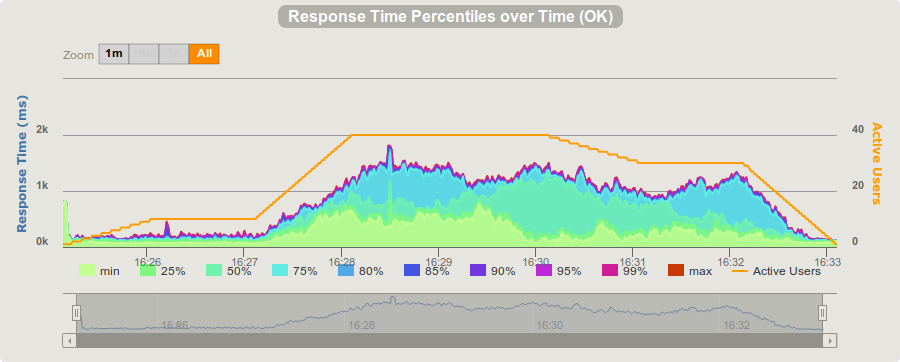 Response Time Percentiles over Time (OK)
Zoom 1m 10m 1h All
Response Time (ms)
2k
1k
0k
40
20
0
Active Users
16:26 16:27 16:28 16:29 16:30 16:31 16:32 16:33
min 25% 50% 75% 80% 85% 90% 95% 99% max Active Users
16:26 16:28 16:30 16:32